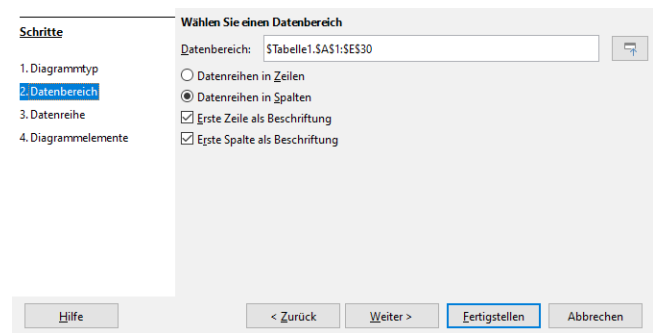 Schritte
1. Diagrammtyp
2. Datenbereich
3. Datenreihe
4. Diagrammelemente
Wählen Sie einen Datenbereich
Datenbereich: $Tabelle1.$A$1:$E$30
Datenreihen in Zeilen
Datenreihen in Spalten
Erste Zeile als Beschriftung
Erste Spalte als Beschriftung
Hilfe < Zurück Weiter > Fertigstellen Abbrechen